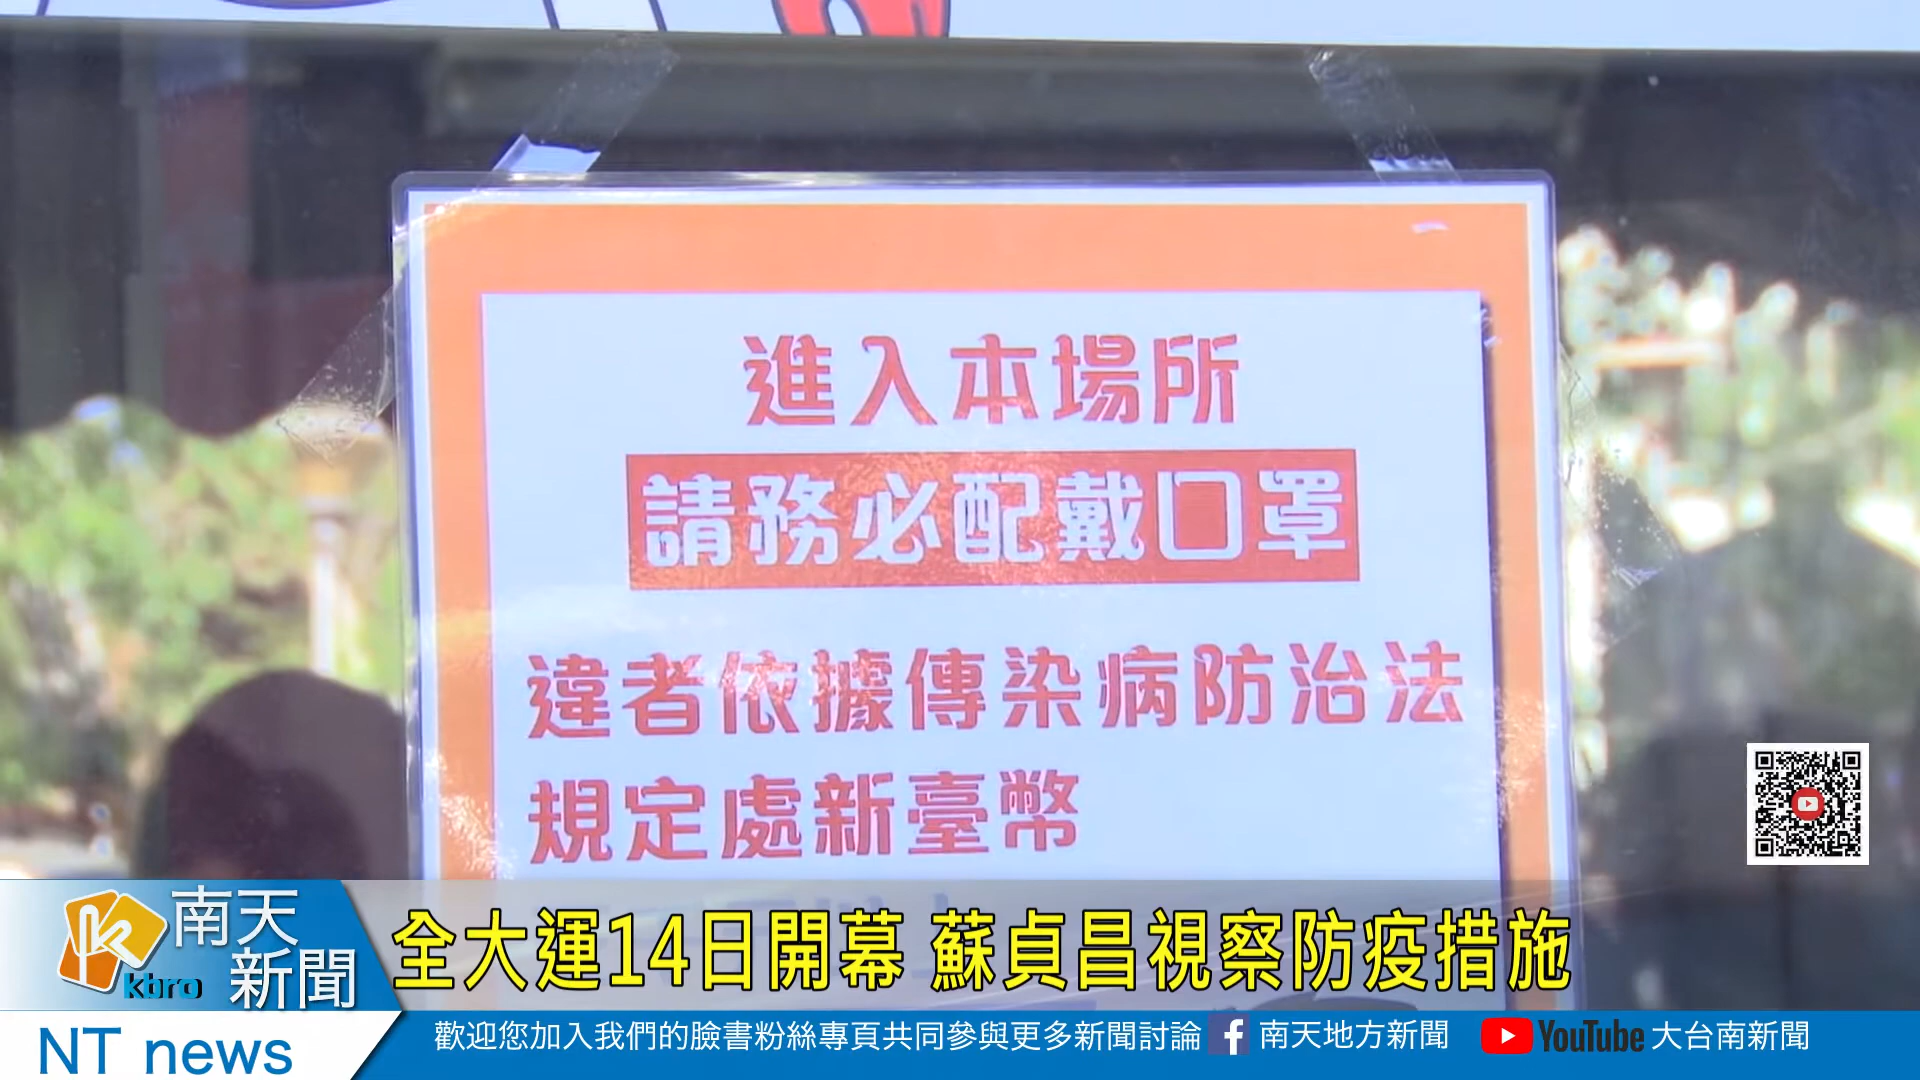 進入本場所
請務必配戴口罩
違者依據傳染病防治法
規定處新臺幣
南天
新聞
kbro
全大運14日開幕 蘇貞昌視察防疫措施
NT news
歡迎您加入我們的臉書粉絲專頁共同參與更多新聞討論 南天地方新聞 YouTube 大台南新聞